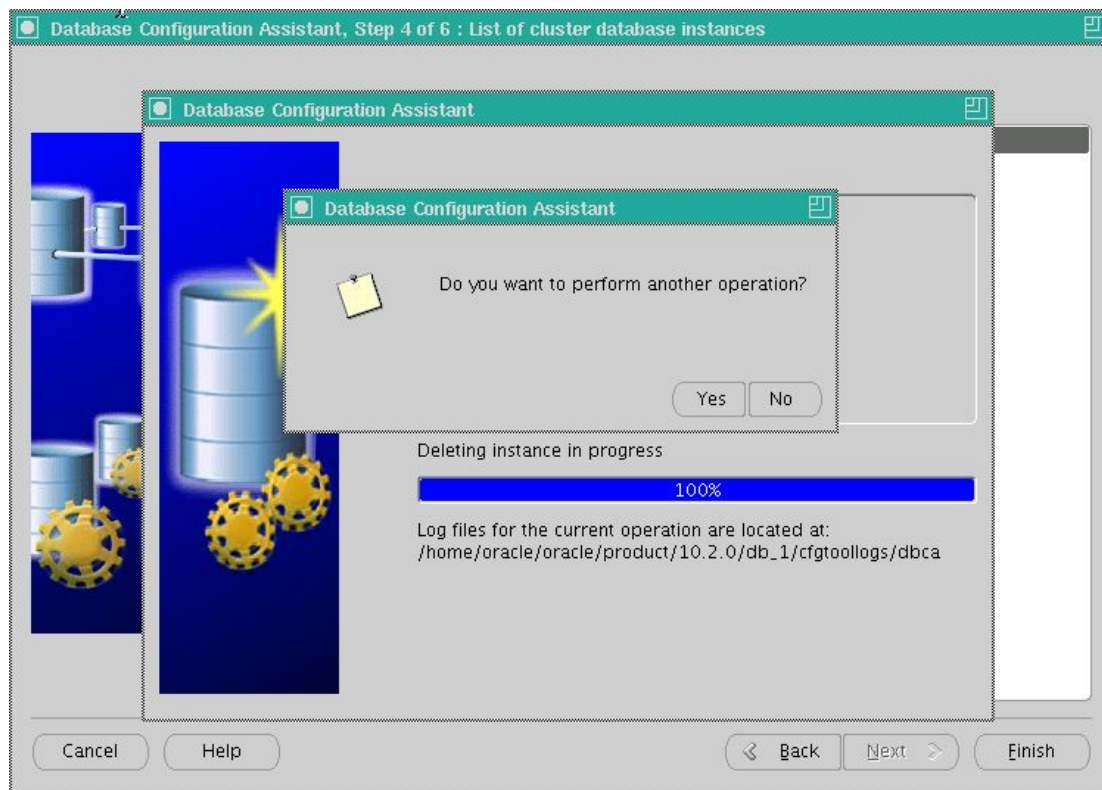 Database Configuration Assistant, Step 4 of 6 : List of cluster database instances
Database Configuration Assistant
Database Configuration Assistant
Do you want to perform another operation?
Yes
No
Deleting instance in progress
100%
Log files for the current operation are located at:
/home/oracle/oracle/product/10.2.0/db_1/cfgtoollogs/dbca
Cancel
Help
Back
Next
Finish